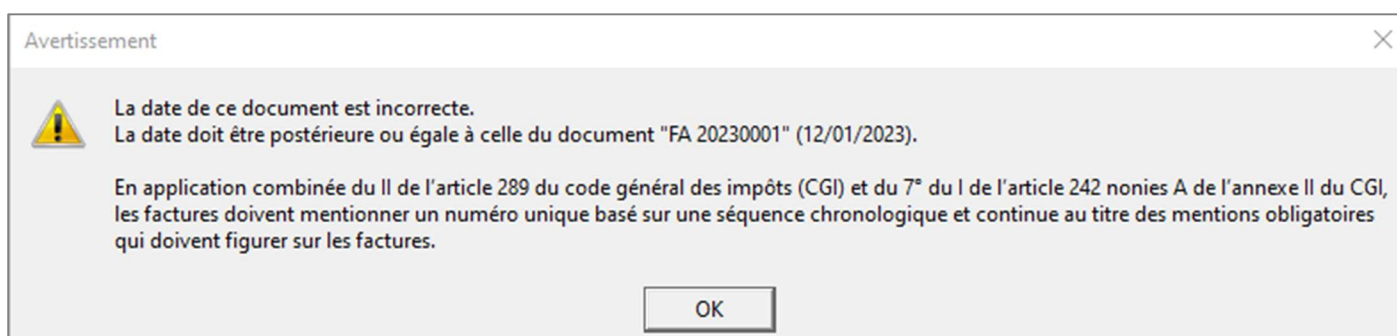 Avertissement
La date de ce document est incorrecte.
La date doit être postérieure ou égale à celle du document "FA 20230001" (12/01/2023).
En application combinée du II de l'article 289 du code général des impôts (CGI) et du 7° du I de l'article 242 nonies A de l'annexe II du CGI,
les factures doivent mentionner un numéro unique basé sur une séquence chronologique et continue au titre des mentions obligatoires
qui doivent figurer sur les factures.
OK